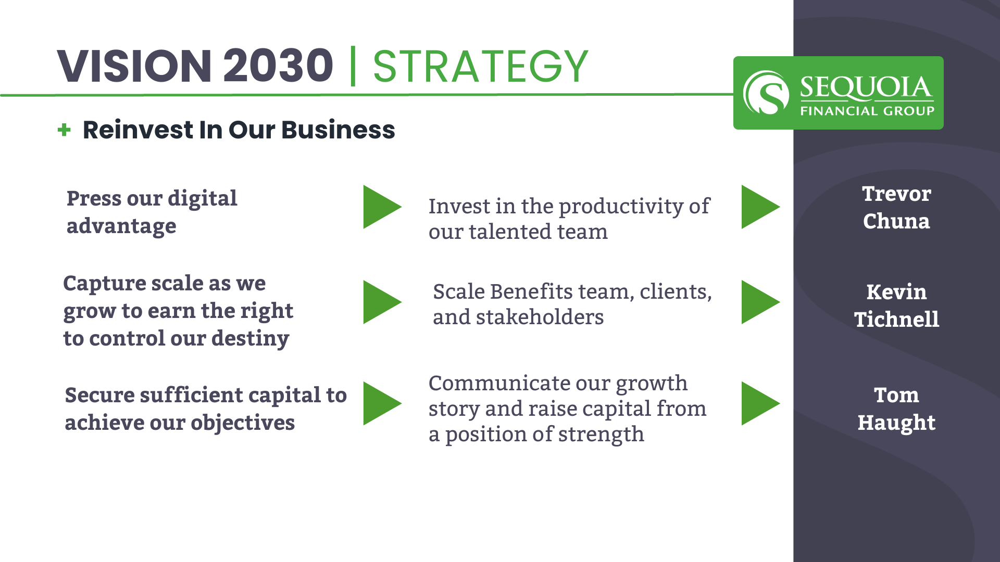 VISION 2030 | STRATEGY
SEQUOIA
FINANCIAL GROUP
+ Reinvest In Our Business
Press our digital
advantage
Invest in the productivity of
our talented team
Trevor
Chuna
Capture scale as we
grow to earn the right
to control our destiny
Scale Benefits team, clients,
and stakeholders
Kevin
Tichnell
Secure sufficient capital to
achieve our objectives
Communicate our growth
story and raise capital from
a position of strength
Tom
Haught